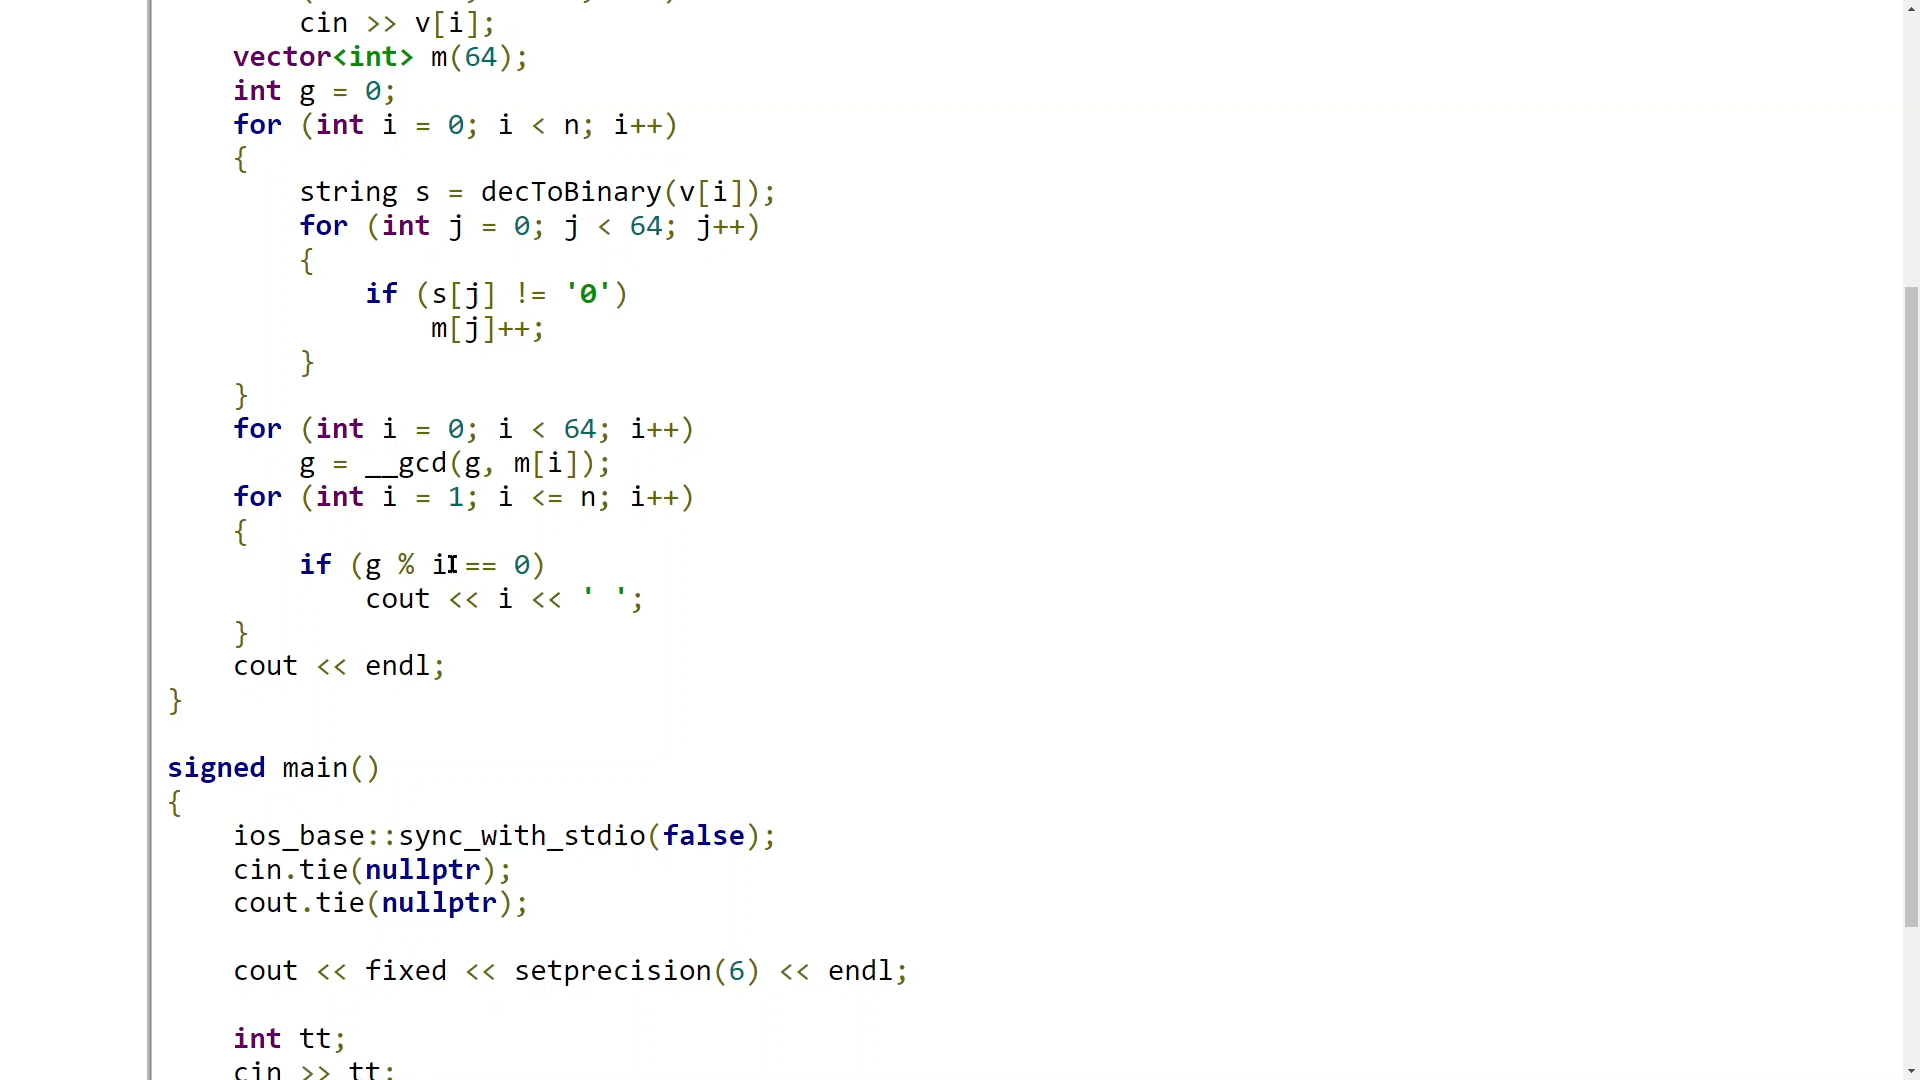 cin >> v[i];
vector<int> m(64);
int g = 0;
for (int i = 0; i < n; i++)
{
string s = decToBinary(v[i]);
for (int j = 0; j < 64; j++)
{
if (s[j] != '0')
m[j]++;
}
}
for (int i = 0; i < 64; i++)
g = __gcd(g, m[i]);
for (int i = 1; i <= n; i++)
{
if (g % i == 0)
cout << i << ' ';
}
cout << endl;
}
signed main()
{
ios_base::sync_with_stdio(false);
cin.tie(nullptr);
cout.tie(nullptr);
cout << fixed << setprecision(6) << endl;
int tt;
cin >> tt;